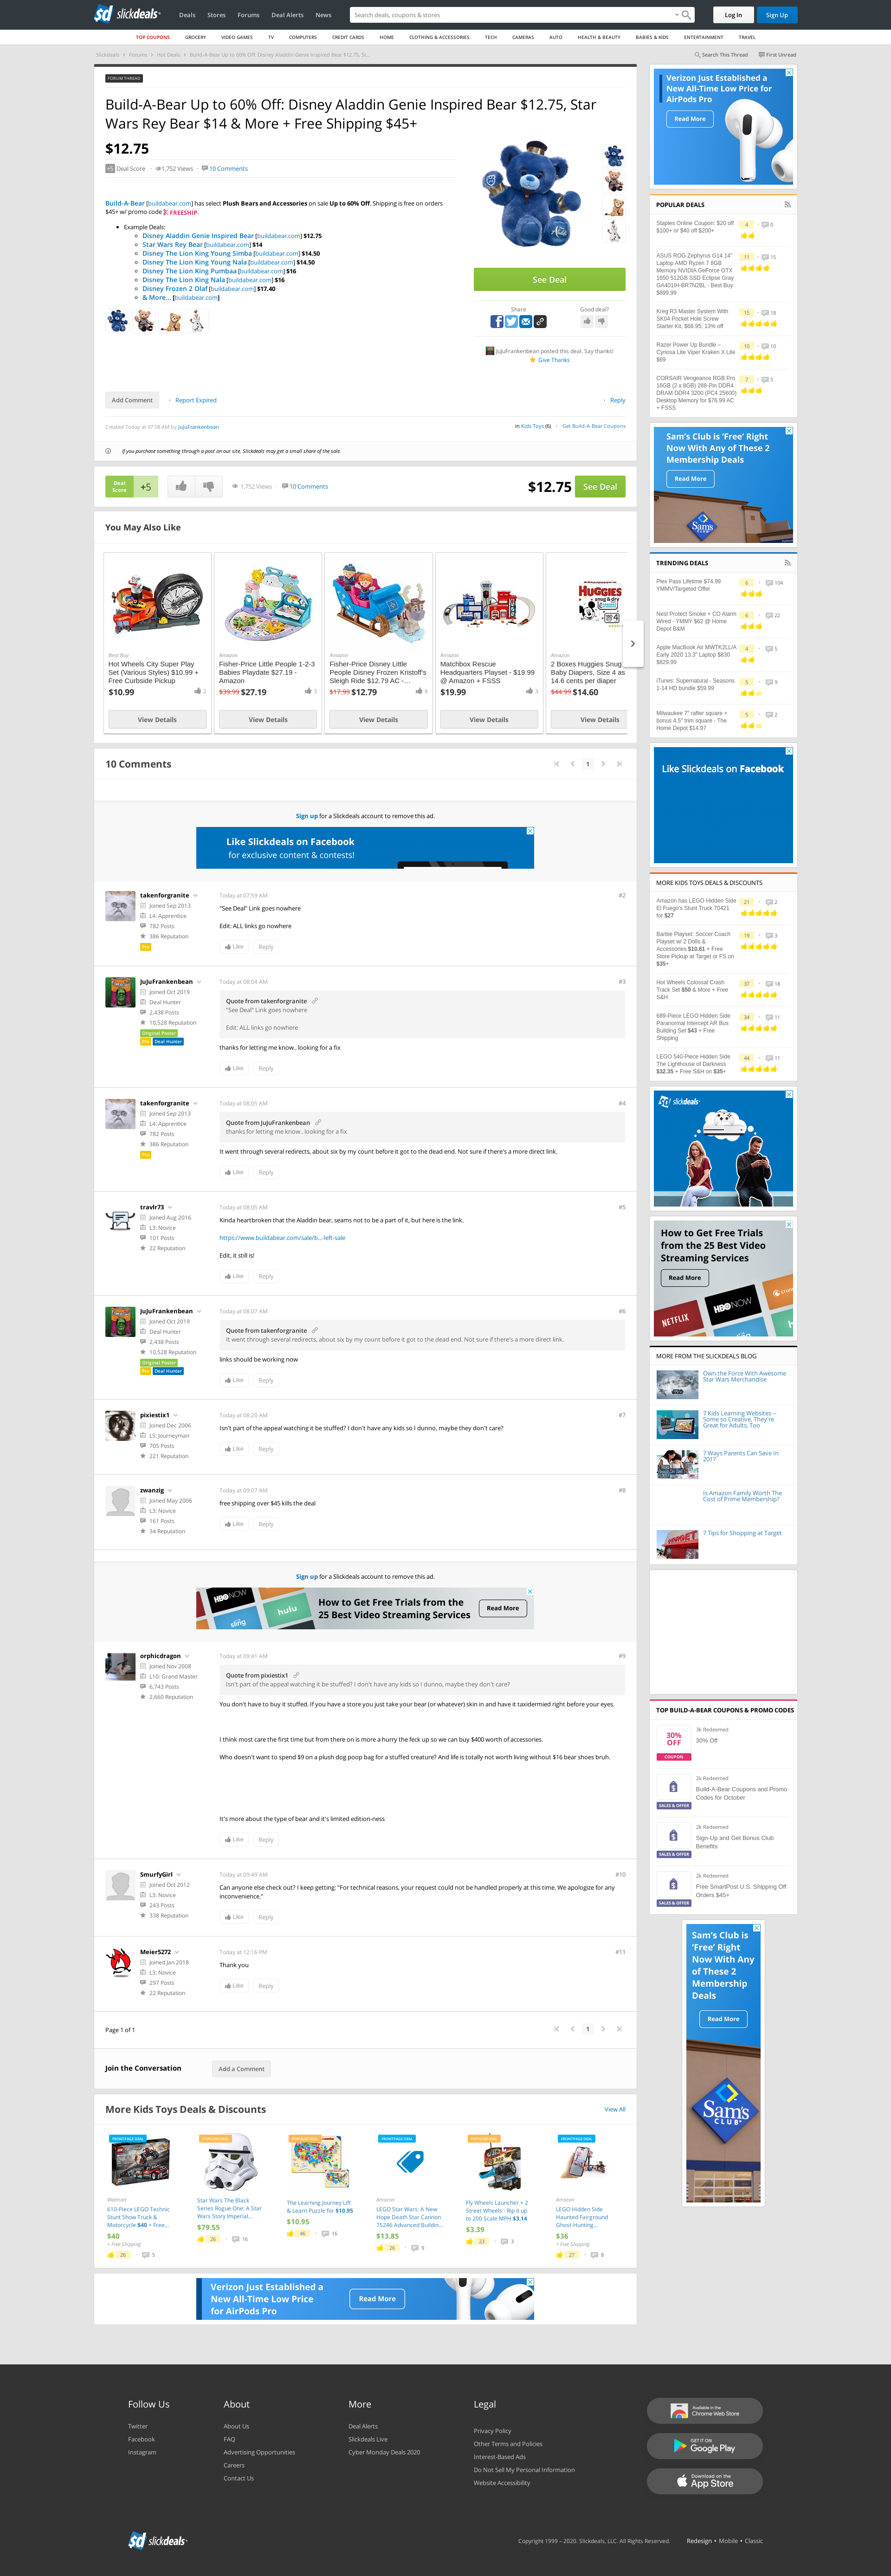 slickdeals
Deals Stores Forums Deal Alerts News
Search deals, coupons & stores
Log In Sign Up
TOP COUPONS GROCERY VIDEO GAMES TV COMPUTERS CREDIT CARDS HOME CLOTHING & ACCESSORIES TECH CAMERAS AUTO HEALTH & BEAUTY BABIES & KIDS ENTERTAINMENT TRAVEL
Slickdeals Forums Hot Deals Build-A-Bear Up to 60% Off: Disney Aladdin Genie Inspired Bear $12.75, St...
Search This Thread First Unread
FORUM THREAD
Build-A-Bear Up to 60% Off: Disney Aladdin Genie Inspired Bear $12.75, Star
Wars Rey Bear $14 & More + Free Shipping $45+
$12.75
+5 Deal Score 1,752 Views 10 Comments
Build-A-Bear [buildabear.com] has select Plush Bears and Accessories on sale Up to 60% Off. Shipping is free on orders
$45+ w/ promo code FREESHIP.
Example Deals:
Disney Aladdin Genie Inspired Bear [buildabear.com] $12.75
Star Wars Rey Bear [buildabear.com] $14
Disney The Lion King Young Simba [buildabear.com] $14.50
Disney The Lion King Young Nala [buildabear.com] $14.50
Disney The Lion King Pumbaa [buildabear.com] $16
Disney The Lion King Nala [buildabear.com] $16
Disney Frozen 2 Olaf [buildabear.com] $17.40
& More... [buildabear.com]
See Deal
Share Good deal?
JuJuFrankenbean posted this deal. Say thanks!
Give Thanks
Add Comment Report Expired Reply
Created Today at 07:58 AM by JuJuFrankenbean
in Kids Toys (6) Get Build-A-Bear Coupons
If you purchase something through a post on our site, Slickdeals may get a small share of the sale.
Deal
Score
+5
1,752 Views 10 Comments
$12.75 See Deal
You May Also Like
Best Buy
Hot Wheels City Super Play
Set (Various Styles) $10.99 +
Free Curbside Pickup
$10.99 2
View Details
Amazon
Fisher-Price Little People 1-2-3
Babies Playdate $27.19 -
Amazon
$39.99 $27.19 3
View Details
Amazon
Fisher-Price Disney Little
People Disney Frozen Kristoff's
Sleigh Ride $12.79 AC -...
$17.99 $12.79 8
View Details
Amazon
Matchbox Rescue
Headquarters Playset - $19.99
@ Amazon + FSSS
$19.99 3
View Details
HUGGIES
snug & dry
Amazon
2 Boxes Huggies Snug
Baby Diapers, Size 4 as
14.6 cents per diaper
$44.99 $14.60
View Details
10 Comments
1
Sign up for a Slickdeals account to remove this ad.
Like Slickdeals on Facebook
for exclusive content & contests!
takenforgranite
Joined Sep 2013
L4: Apprentice
782 Posts
386 Reputation
Pro
Today at 07:59 AM #2
"See Deal" Link goes nowhere
Edit: ALL links go nowhere
Like Reply
JuJuFrankenbean
Joined Oct 2019
Deal Hunter
2,438 Posts
10,528 Reputation
Original Poster
Pro Deal Hunter
Today at 08:04 AM #3
Quote from takenforgranite
"See Deal" Link goes nowhere
Edit: ALL links go nowhere
thanks for letting me know.. looking for a fix
Like Reply
takenforgranite
Joined Sep 2013
L4: Apprentice
782 Posts
386 Reputation
Pro
Today at 08:05 AM #4
Quote from JuJuFrankenbean
thanks for letting me know.. looking for a fix
It went through several redirects, about six by my count before it got to the dead end. Not sure if there's a more direct link.
Like Reply
travlr73
Joined Aug 2016
L3: Novice
101 Posts
22 Reputation
Today at 08:05 AM #5
Kinda heartbroken that the Aladdin bear, seams not to be a part of it, but here is the link.
https://www.buildabear.com/sale/b...-left-sale
Edit, it still is!
Like Reply
JuJuFrankenbean
Joined Oct 2019
Deal Hunter
2,438 Posts
10,528 Reputation
Original Poster
Pro Deal Hunter
Today at 08:07 AM #6
Quote from takenforgranite
It went through several redirects, about six by my count before it got to the dead end. Not sure if there's a more direct link.
links should be working now
Like Reply
pixiestix1
Joined Dec 2006
L5: Journeyman
705 Posts
221 Reputation
Today at 08:20 AM #7
Isn't part of the appeal watching it be stuffed? I don't have any kids so I dunno, maybe they don't care?
Like Reply
zwanzig
Joined May 2006
L3: Novice
161 Posts
34 Reputation
Today at 09:07 AM #8
free shipping over $45 kills the deal
Like Reply
Sign up for a Slickdeals account to remove this ad.
sling hulu
How to Get Free Trials from the
25 Best Video Streaming Services
Read More
orphicdragon
Joined Nov 2008
L10: Grand Master
6,743 Posts
2,660 Reputation
Today at 09:41 AM #9
Quote from pixiestix1
Isn't part of the appeal watching it be stuffed? I don't have any kids so I dunno, maybe they don't care?
You don't have to buy it stuffed. If you have a store you just take your bear (or whatever) skin in and have it taxidermied right before your eyes.
I think most care the first time but from there on is more a hurry the feck up so we can buy $400 worth of accessories.
Who doesn't want to spend $9 on a plush dog poop bag for a stuffed creature? And life is totally not worth living without $16 bear shoes bruh.
It's more about the type of bear and it's limited edition-ness
Like Reply
SmurfyGirl
Joined Oct 2012
L3: Novice
243 Posts
338 Reputation
Today at 09:49 AM #10
Can anyone else check out? I keep getting: "For technical reasons, your request could not be handled properly at this time. We apologize for any
inconvenience."
Like Reply
Meier5272
Joined Jan 2018
L3: Novice
297 Posts
22 Reputation
Today at 12:16 PM #11
Thank you
Like Reply
Page 1 of 1
1
Join the Conversation Add a Comment
More Kids Toys Deals & Discounts View All
FRONTPAGE DEAL
Walmart
610-Piece LEGO Technic
Stunt Show Truck &
Motorcycle $40 + Free...
$40
+ Free Shipping
26 5
POPULAR DEAL
Star Wars The Black
Series Rogue One: A Star
Wars Story Imperial...
$79.55
26 16
POPULAR DEAL
The Learning Journey Lift
& Learn Puzzle for $10.95
$10.95
46 16
FRONTPAGE DEAL
Amazon
LEGO Star Wars: A New
Hope Death Star Cannon
75246 Advanced Buildin...
$13.85
26 9
POPULAR DEAL
Fly Wheels Launcher + 2
Street Wheels - Rip it up
to 200 Scale MPH $3.14
$3.39
23 3
FRONTPAGE DEAL
Amazon
LEGO Hidden Side
Haunted Fairground
Ghost-Hunting...
$36
+ Free Shipping
27 8
Verizon Just Established a
New All-Time Low Price
for AirPods Pro
Read More
Verizon Just Established a
New All-Time Low Price for
AirPods Pro
Read More
POPULAR DEALS
Staples Online Coupon: $20 off
$100+ or $40 off $200+
4 0
ASUS ROG Zephyrus G14 14"
Laptop AMD Ryzen 7 8GB
Memory NVIDIA GeForce GTX
1650 512GB SSD Eclipse Gray
GA401IH-BR7N2BL - Best Buy
$899.99
11 15
Kreg R3 Master System With
SK04 Pocket Hole Screw
Starter Kit, $68.95, 13% off
15 18
Razer Power Up Bundle –
Cynosa Lite Viper Kraken X Lite
$69
10 10
CORSAIR Vengeance RGB Pro
16GB (2 x 8GB) 288-Pin DDR4
DRAM DDR4 3200 (PC4 25600)
Desktop Memory for $76.99 AC
+ FSSS
7 5
Sam's Club is 'Free' Right
Now With Any of These 2
Membership Deals
Read More
Sam's
CLUB
TRENDING DEALS
Plex Pass Lifetime $74.99
YMMV/Targeted Offer
6 104
Nest Protect Smoke + CO Alarm
Wired - YMMY $62 @ Home
Depot B&M
6 22
Apple MacBook Air MWTK2LL/A
Early 2020 13.3" Laptop $830
$829.99
4 5
iTunes: Supernatural - Seasons
1-14 HD bundle $59.99
5 9
Milwaukee 7" rafter square +
bonus 4.5" trim square - The
Home Depot $14.97
5 2
Like Slickdeals on Facebook
MORE KIDS TOYS DEALS & DISCOUNTS
Amazon has LEGO Hidden Side
El Fuego's Stunt Truck 70421
for $27
21 2
Barbie Playset: Soccer Coach
Playset w/ 2 Dolls &
Accessories $10.61 + Free
Store Pickup at Target or FS on
$35+
19 3
Hot Wheels Colossal Crash
Track Set $50 & More + Free
S&H
37 18
689-Piece LEGO Hidden Side
Paranormal Intercept AR Bus
Building Set $43 + Free
Shipping
34 11
LEGO 540-Piece Hidden Side
The Lighthouse of Darkness
$32.35 + Free S&H on $35+
44 11
slickdeals
How to Get Free Trials
from the 25 Best Video
Streaming Services
Read More
NETFLIX HBO NOW hulu
MORE FROM THE SLICKDEALS BLOG
Own the Force With Awesome
Star Wars Merchandise
7 Kids Learning Websites –
Some so Creative, They're
Great for Adults, Too
7 Ways Parents Can Save In
2017
Is Amazon Family Worth The
Cost of Prime Membership?
7 Tips for Shopping at Target
TOP BUILD-A-BEAR COUPONS & PROMO CODES
30%
OFF
COUPON
3k Redeemed
30% Off
SALES & OFFER
2k Redeemed
Build-A-Bear Coupons and Promo
Codes for October
SALES & OFFER
2k Redeemed
Sign-Up and Get Bonus Club
Benefits
SALES & OFFER
2k Redeemed
Free SmartPost U.S. Shipping Off
Orders $45+
Sam's Club is
'Free' Right
Now With Any
of These 2
Membership
Deals
Read More
Sam's
CLUB
Follow Us
Twitter
Facebook
Instagram
About
About Us
FAQ
Advertising Opportunities
Careers
Contact Us
More
Deal Alerts
Slickdeals Live
Cyber Monday Deals 2020
Legal
Privacy Policy
Other Terms and Policies
Interest-Based Ads
Do Not Sell My Personal Information
Website Accessibility
Available in the
Chrome Web Store
GET IT ON
Google Play
Download on the
App Store
slickdeals
Copyright 1999 – 2020. Slickdeals, LLC. All Rights Reserved. Redesign • Mobile • Classic